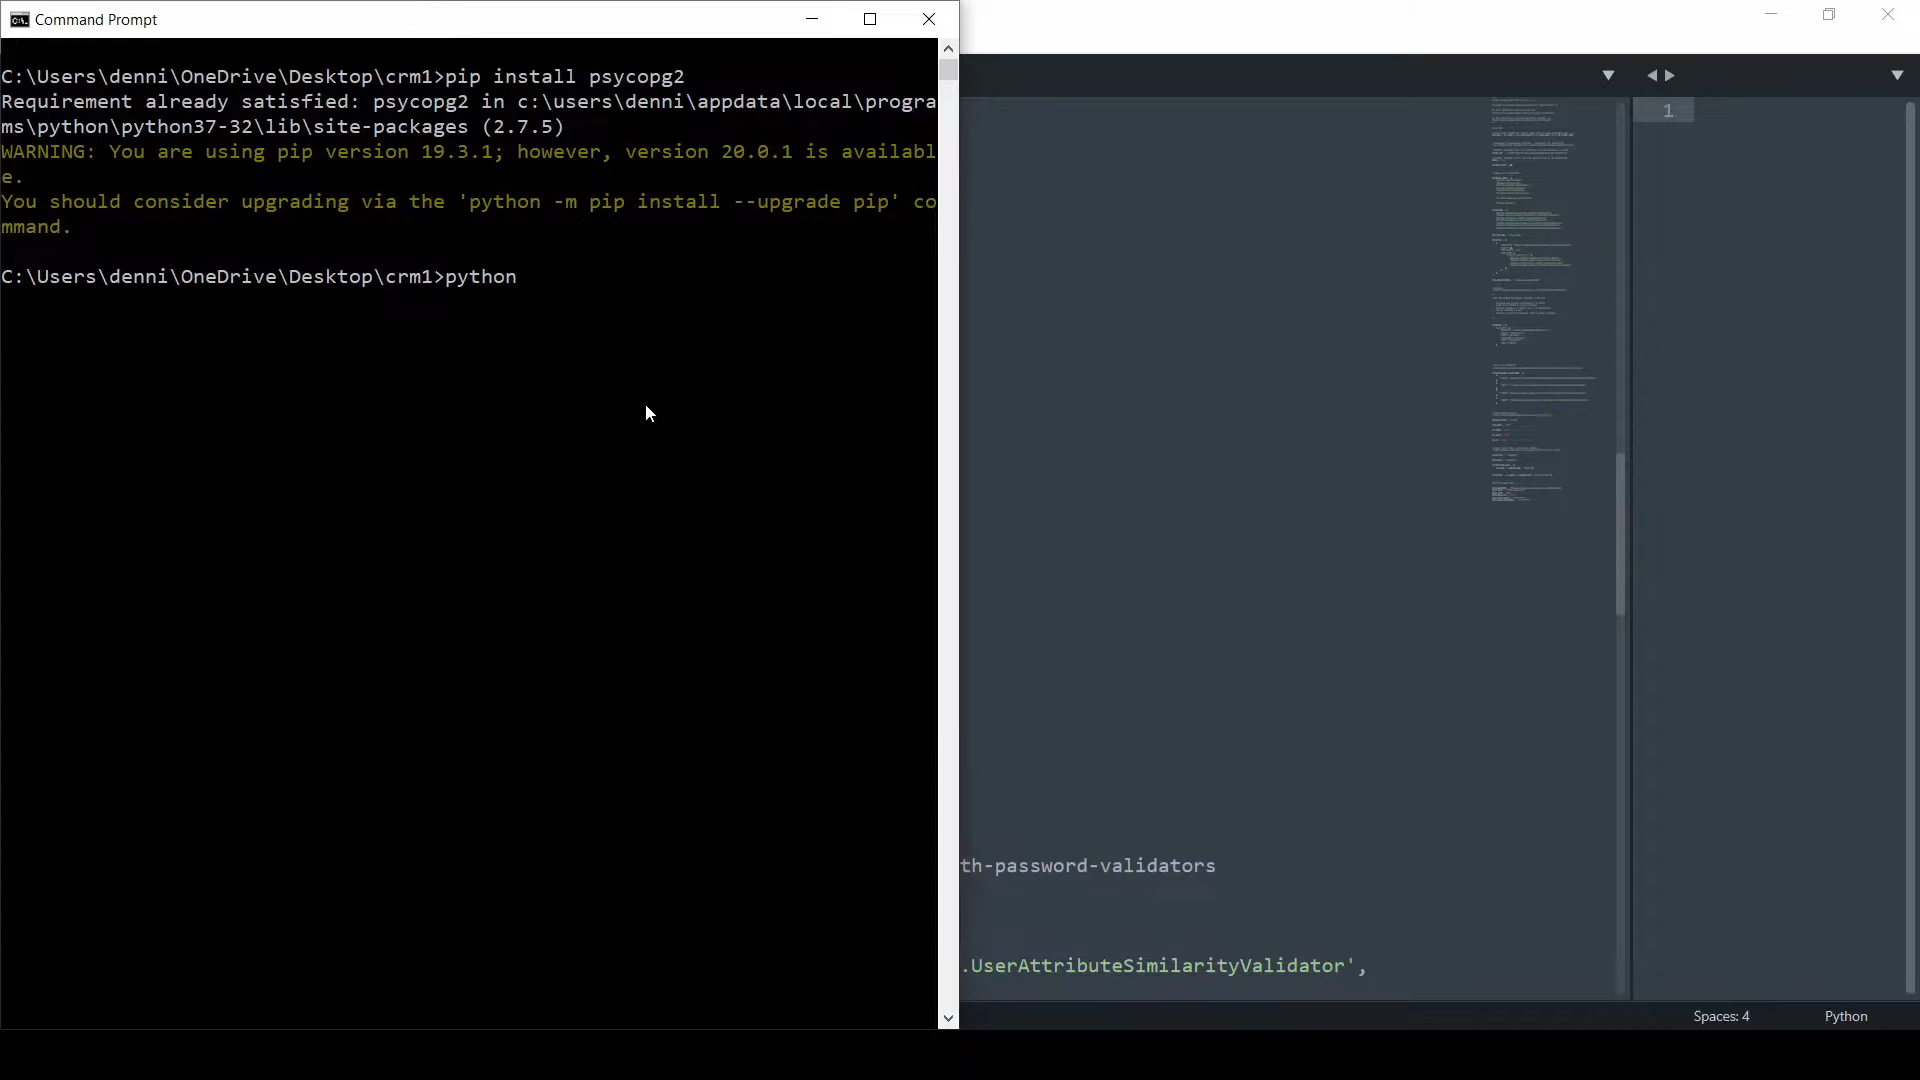 Command Prompt
C:\Users\denni\OneDrive\Desktop\crm1>pip install psycopg2
Requirement already satisfied: psycopg2 in c:\users\denni\appdata\local\progra
ms\python\python37-32\lib\site-packages (2.7.5)
WARNING: You are using pip version 19.3.1; however, version 20.0.1 is availabl
e.
You should consider upgrading via the 'python -m pip install --upgrade pip' co
mmand.
C:\Users\denni\OneDrive\Desktop\crm1>python
1
th-password-validators
.UserAttributeSimilarityValidator',
Spaces: 4
Python